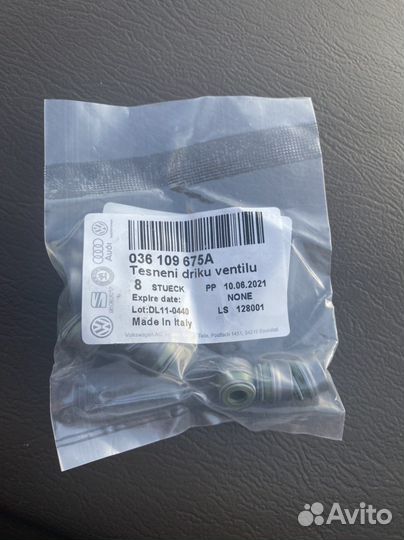 036 109 675A
Tesneni driku ventilu
8 STUECK PP 10.06.2021
Expire date: NONE
Lot:DL11-0440 LS 128001
Made in Italy
Audi
Avito